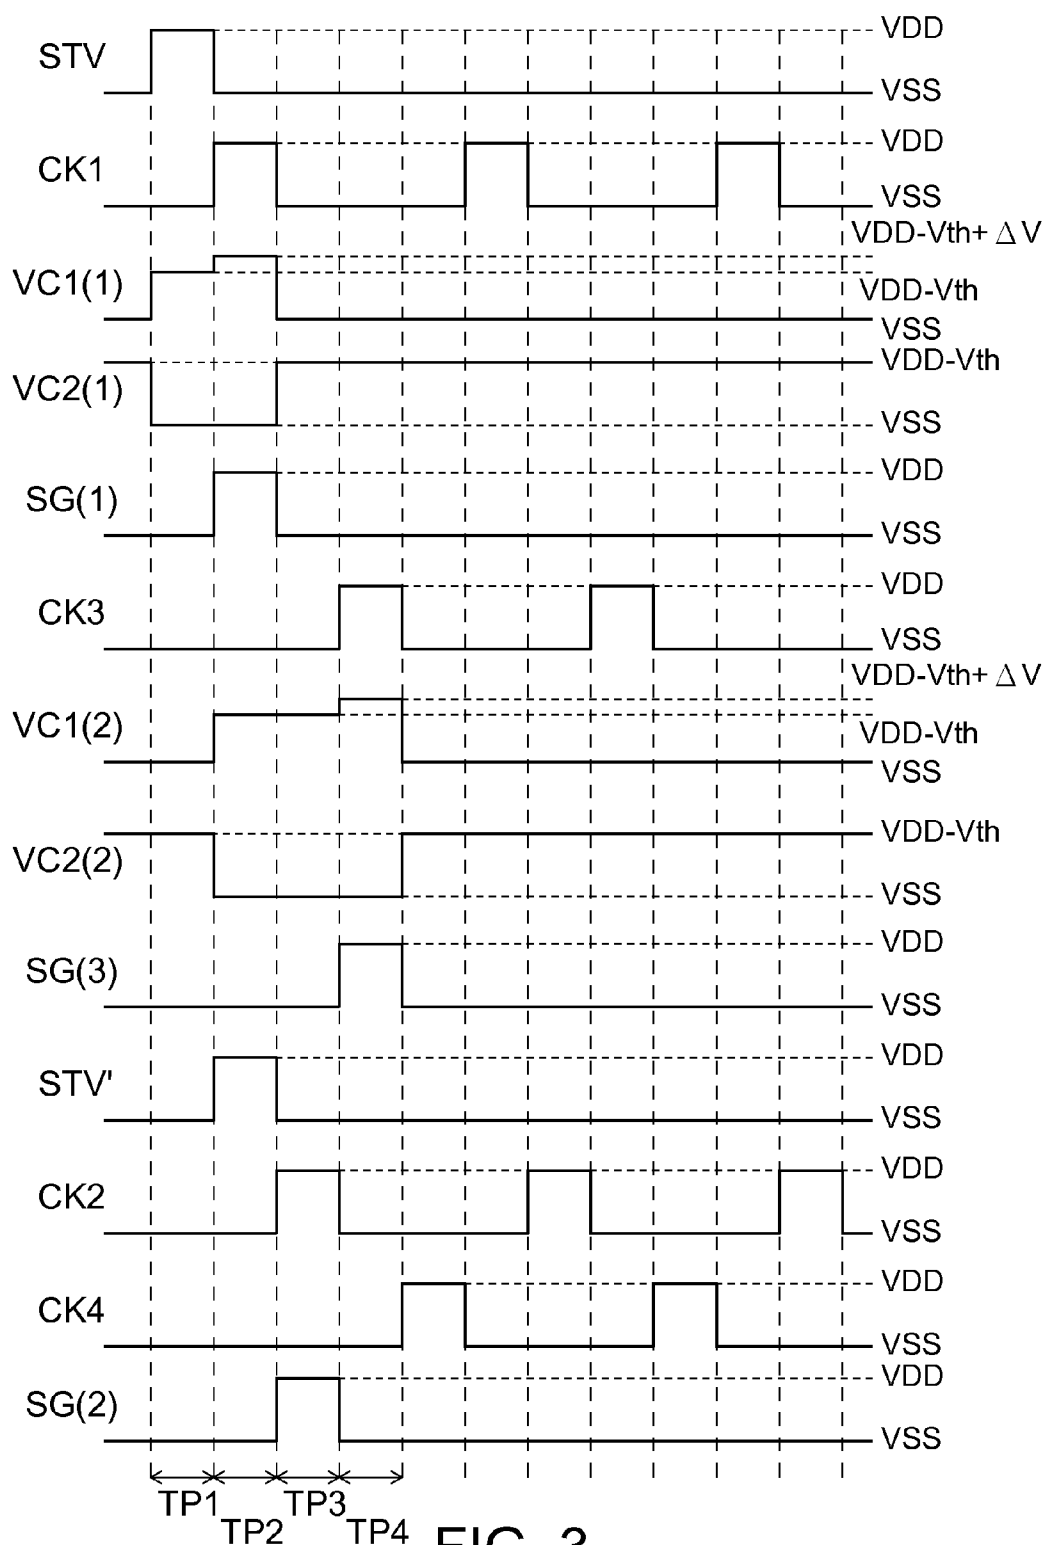 STV
VDD
VSS
CK1
VDD
VSS
VC1(1)
VDD-Vth+ΔV
VDD-Vth
VSS
VC2(1)
VDD-Vth
VSS
SG(1)
VDD
VSS
CK3
VDD
VSS
VC1(2)
VDD-Vth+ΔV
VDD-Vth
VSS
VC2(2)
VDD-Vth
VSS
SG(3)
VDD
VSS
STV'
VDD
VSS
CK2
VDD
VSS
CK4
VDD
VSS
SG(2)
VDD
VSS
TP1
TP2
TP3
TP4
FIG. 3